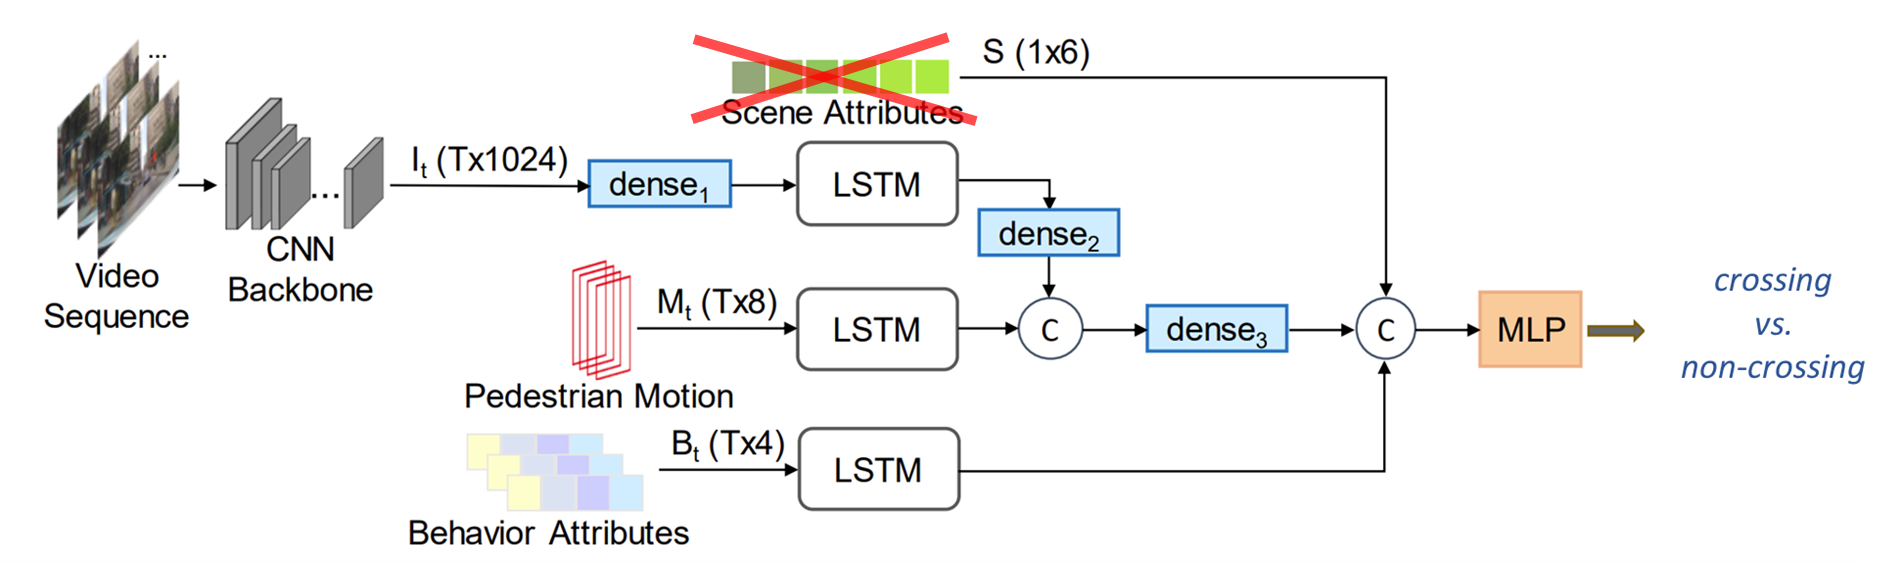 ...
S (1x6)
Scene Attributes
I_t (Tx1024)
dense_1
LSTM
...
dense_2
CNN
Backbone
Video
Sequence
M_t (Tx8)
LSTM
C
dense_3
C
MLP
crossing
vs.
non-crossing
Pedestrian Motion
B_t (Tx4)
LSTM
Behavior Attributes